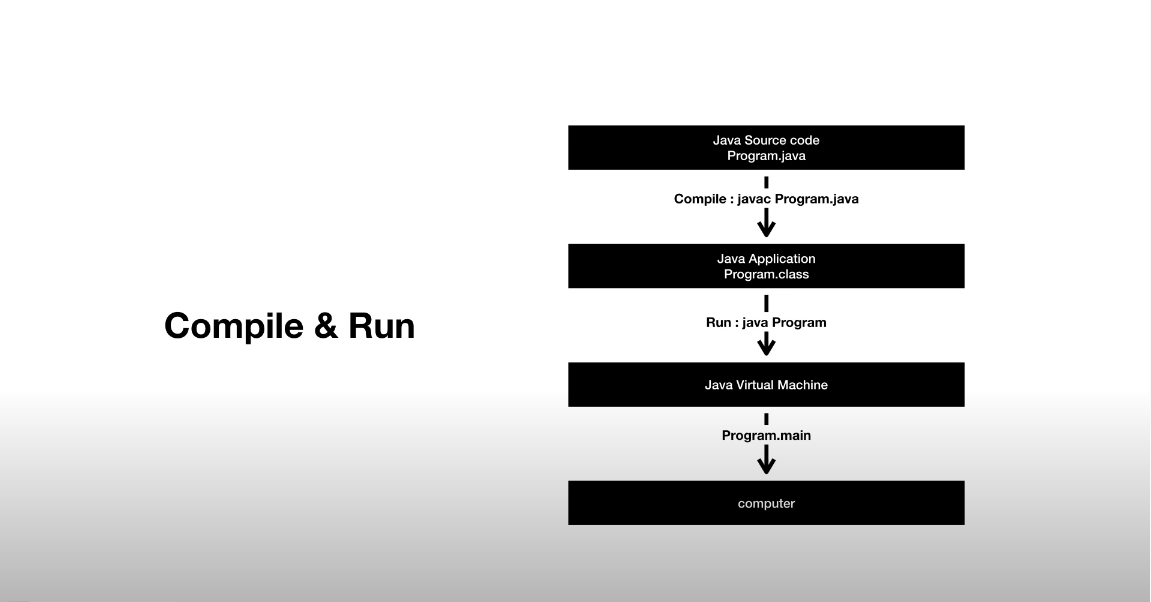 Compile & Run
Java Source code
Program.java
Compile : javac Program.java
Java Application
Program.class
Run : java Program
Java Virtual Machine
Program.main
computer